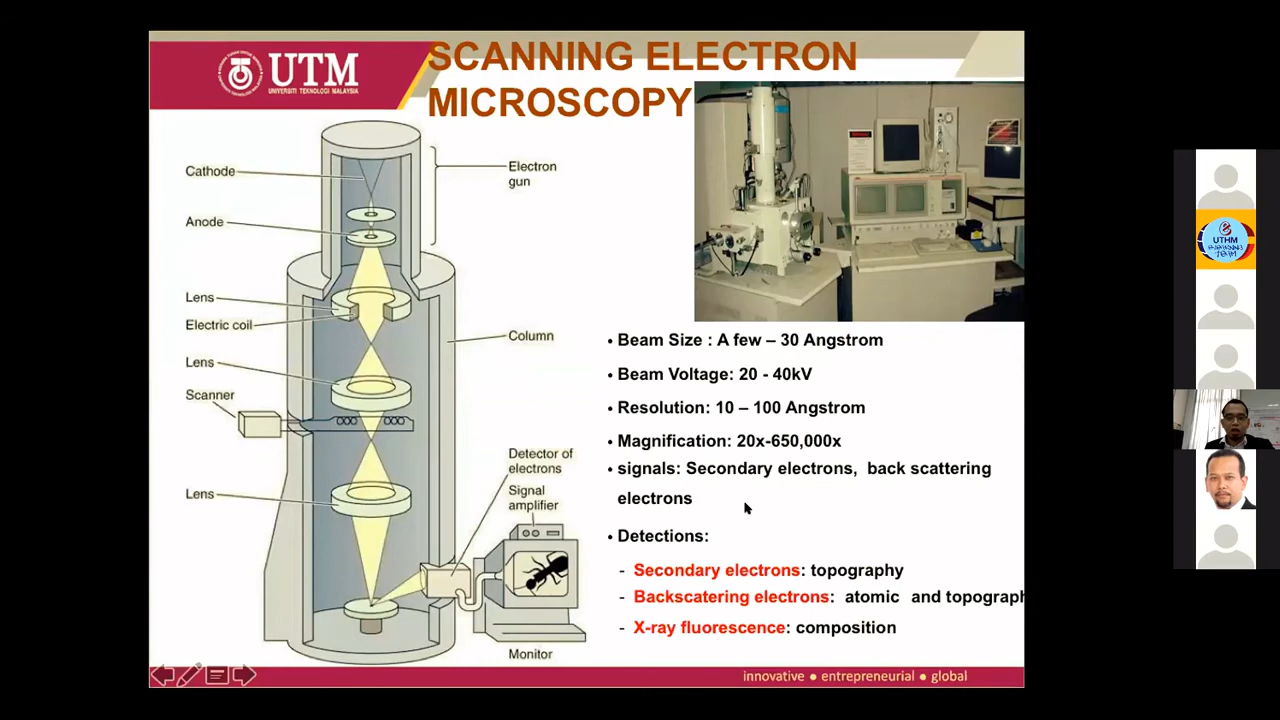 UTM
UNIVERSITI TEKNOLOGI MALAYSIA
SCANNING ELECTRON
MICROSCOPY
Cathode
Electron
gun
Anode
Lens
Electric coil
Column
Lens
Scanner
Detector of
electrons
Signal
amplifier
Lens
Monitor
• Beam Size : A few – 30 Angstrom
• Beam Voltage: 20 - 40kV
• Resolution: 10 – 100 Angstrom
• Magnification: 20x-650,000x
• signals: Secondary electrons, back scattering
electrons
• Detections:
- Secondary electrons: topography
- Backscatering electrons: atomic and topograph
- X-ray fluorescence: composition
innovative ● entrepreneurial ● global
UTHM